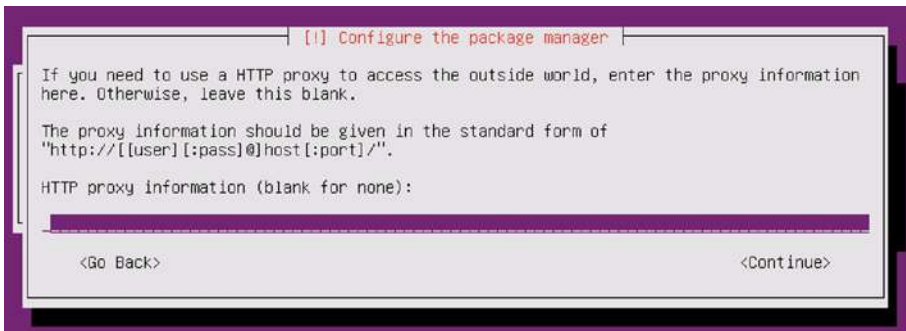 [!] Configure the package manager
If you need to use a HTTP proxy to access the outside world, enter the proxy information
here. Otherwise, leave this blank.
The proxy information should be given in the standard form of
"http://[[user][:pass]@]host[:port]/".
HTTP proxy information (blank for none):
<Go Back>
<Continue>